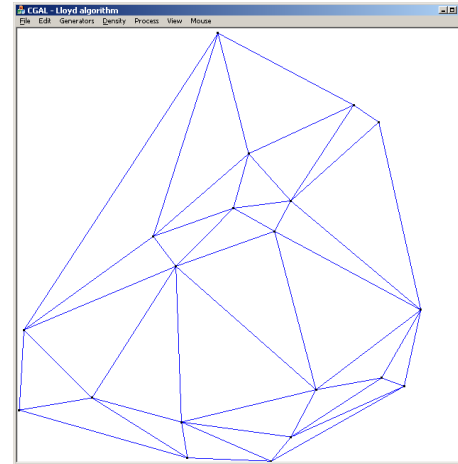 CGAL - Lloyd algorithm
File Edit Generators Density Process View Mouse